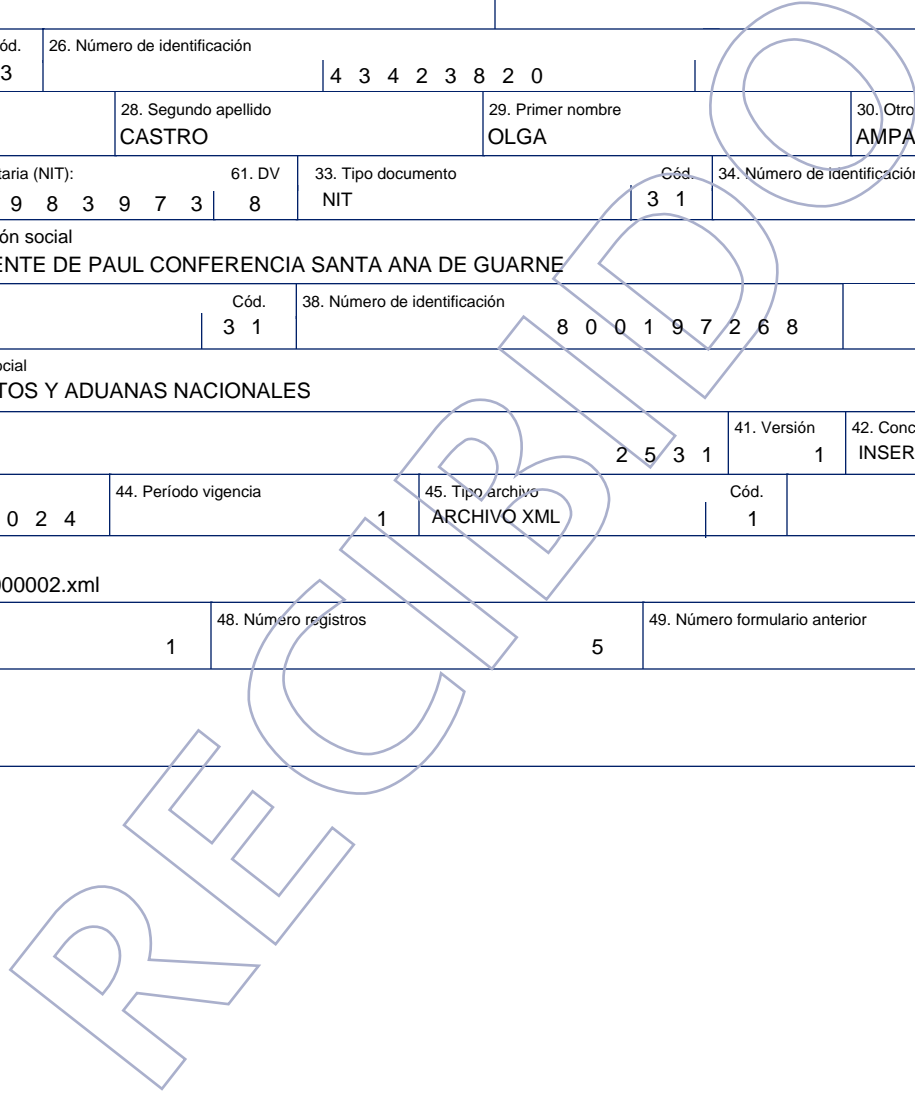 ód. 26. Número de identificación
3 4 3 4 2 3 8 2 0
28. Segundo apellido 29. Primer nombre 30. Otro
CASTRO OLGA AMPA
taria (NIT): 61. DV 33. Tipo documento Cód. 34. Número de identificación
9 8 3 9 7 3 8 NIT 3 1
ón social
ENTE DE PAUL CONFERENCIA SANTA ANA DE GUARNE
Cód. 38. Número de identificación
3 1 8 0 0 1 9 7 2 6 8
ocial
TOS Y ADUANAS NACIONALES
41. Versión 42. Conc
2 5 3 1 1 INSER
44. Período vigencia 45. Tipo archivo Cód.
0 2 4 1 ARCHIVO XML 1
000002.xml
48. Número registros 49. Número formulario anterior
1 5
RECIBIDO